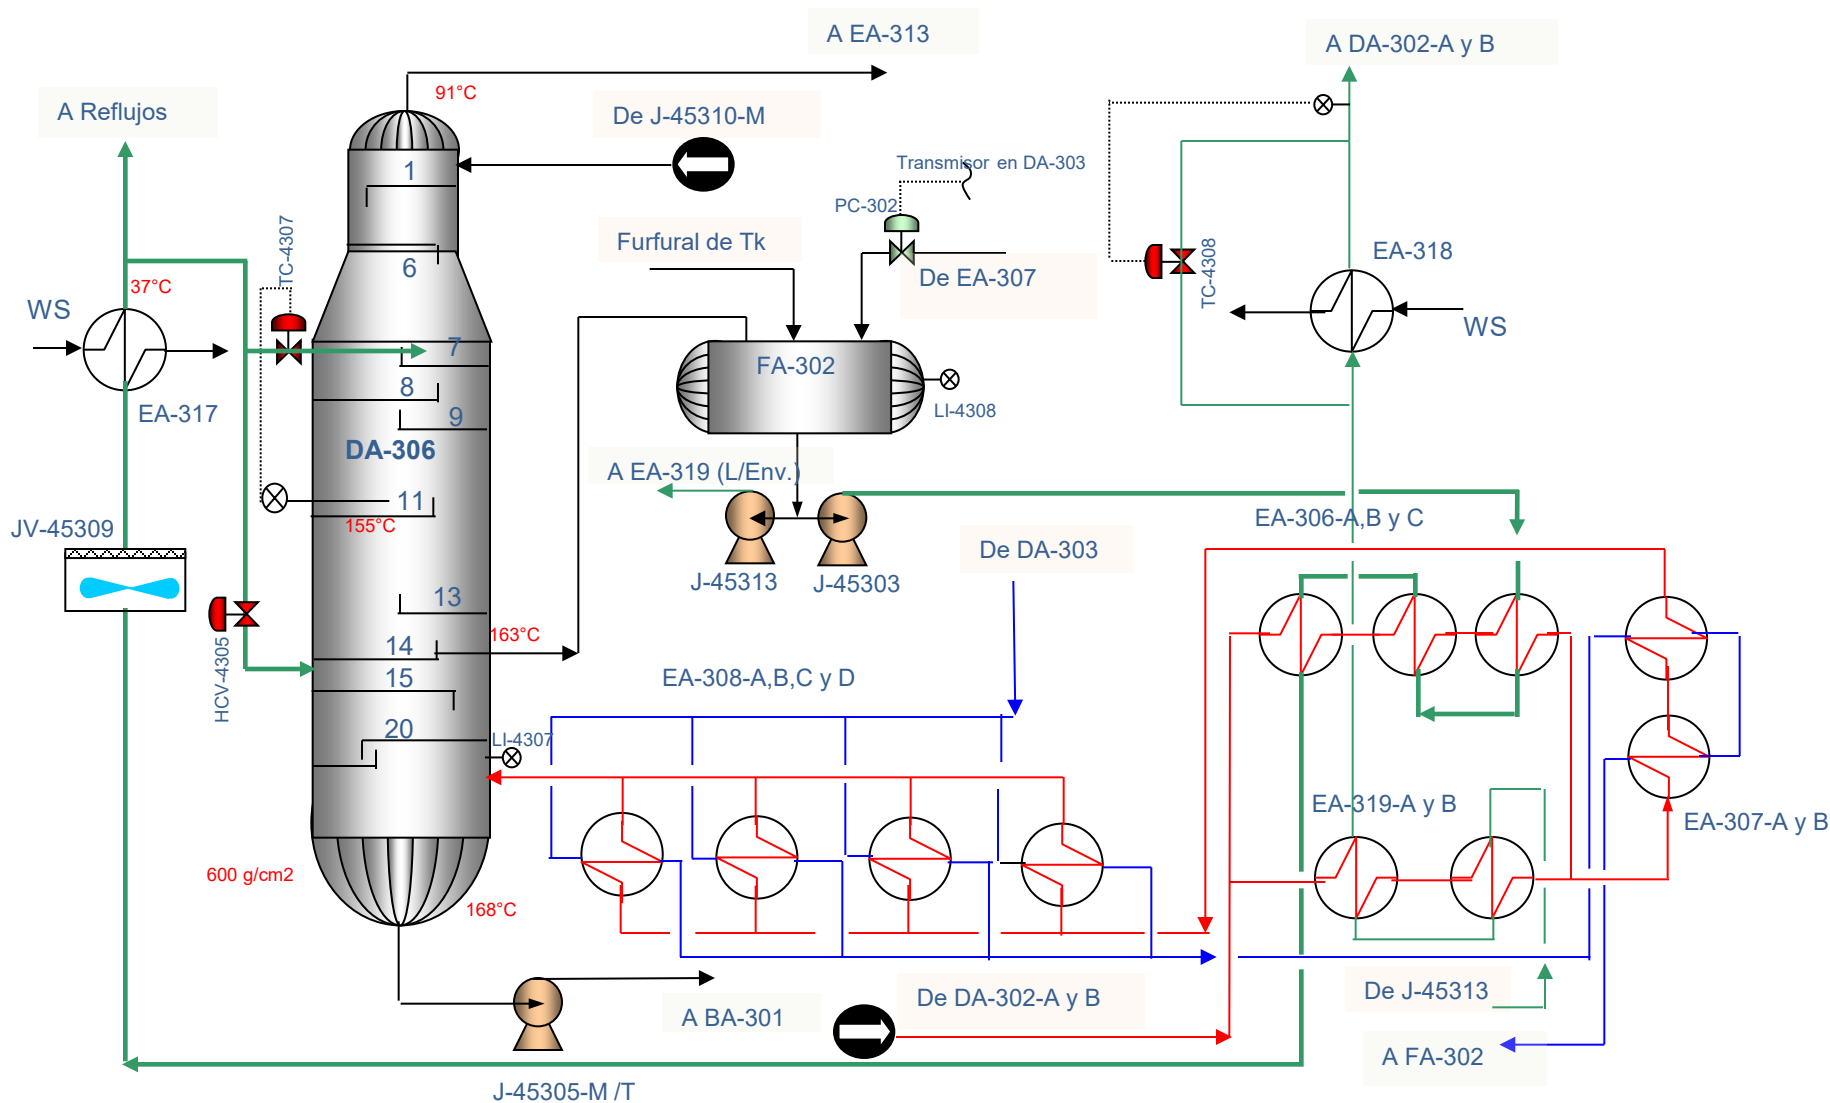 A EA-313
A DA-302-A y B
91°C
A Reflujos
De J-45310-M
1
Transmisor en DA-303
PC-302
TC-4307
Furfural de Tk
6
De EA-307
TC-4308
EA-318
37°C
WS
WS
7
FA-302
8
9
LI-4308
EA-317
DA-306
A EA-319 (L/Env.)
11
155°C
EA-306-A,B y C
JV-45309
De DA-303
J-45313
J-45303
13
163°C
14
HCV-4305
15
EA-308-A,B,C y D
20
LI-4307
EA-319-A y B
EA-307-A y B
600 g/cm2
168°C
De DA-302-A y B
De J-45313
A BA-301
A FA-302
J-45305-M /T